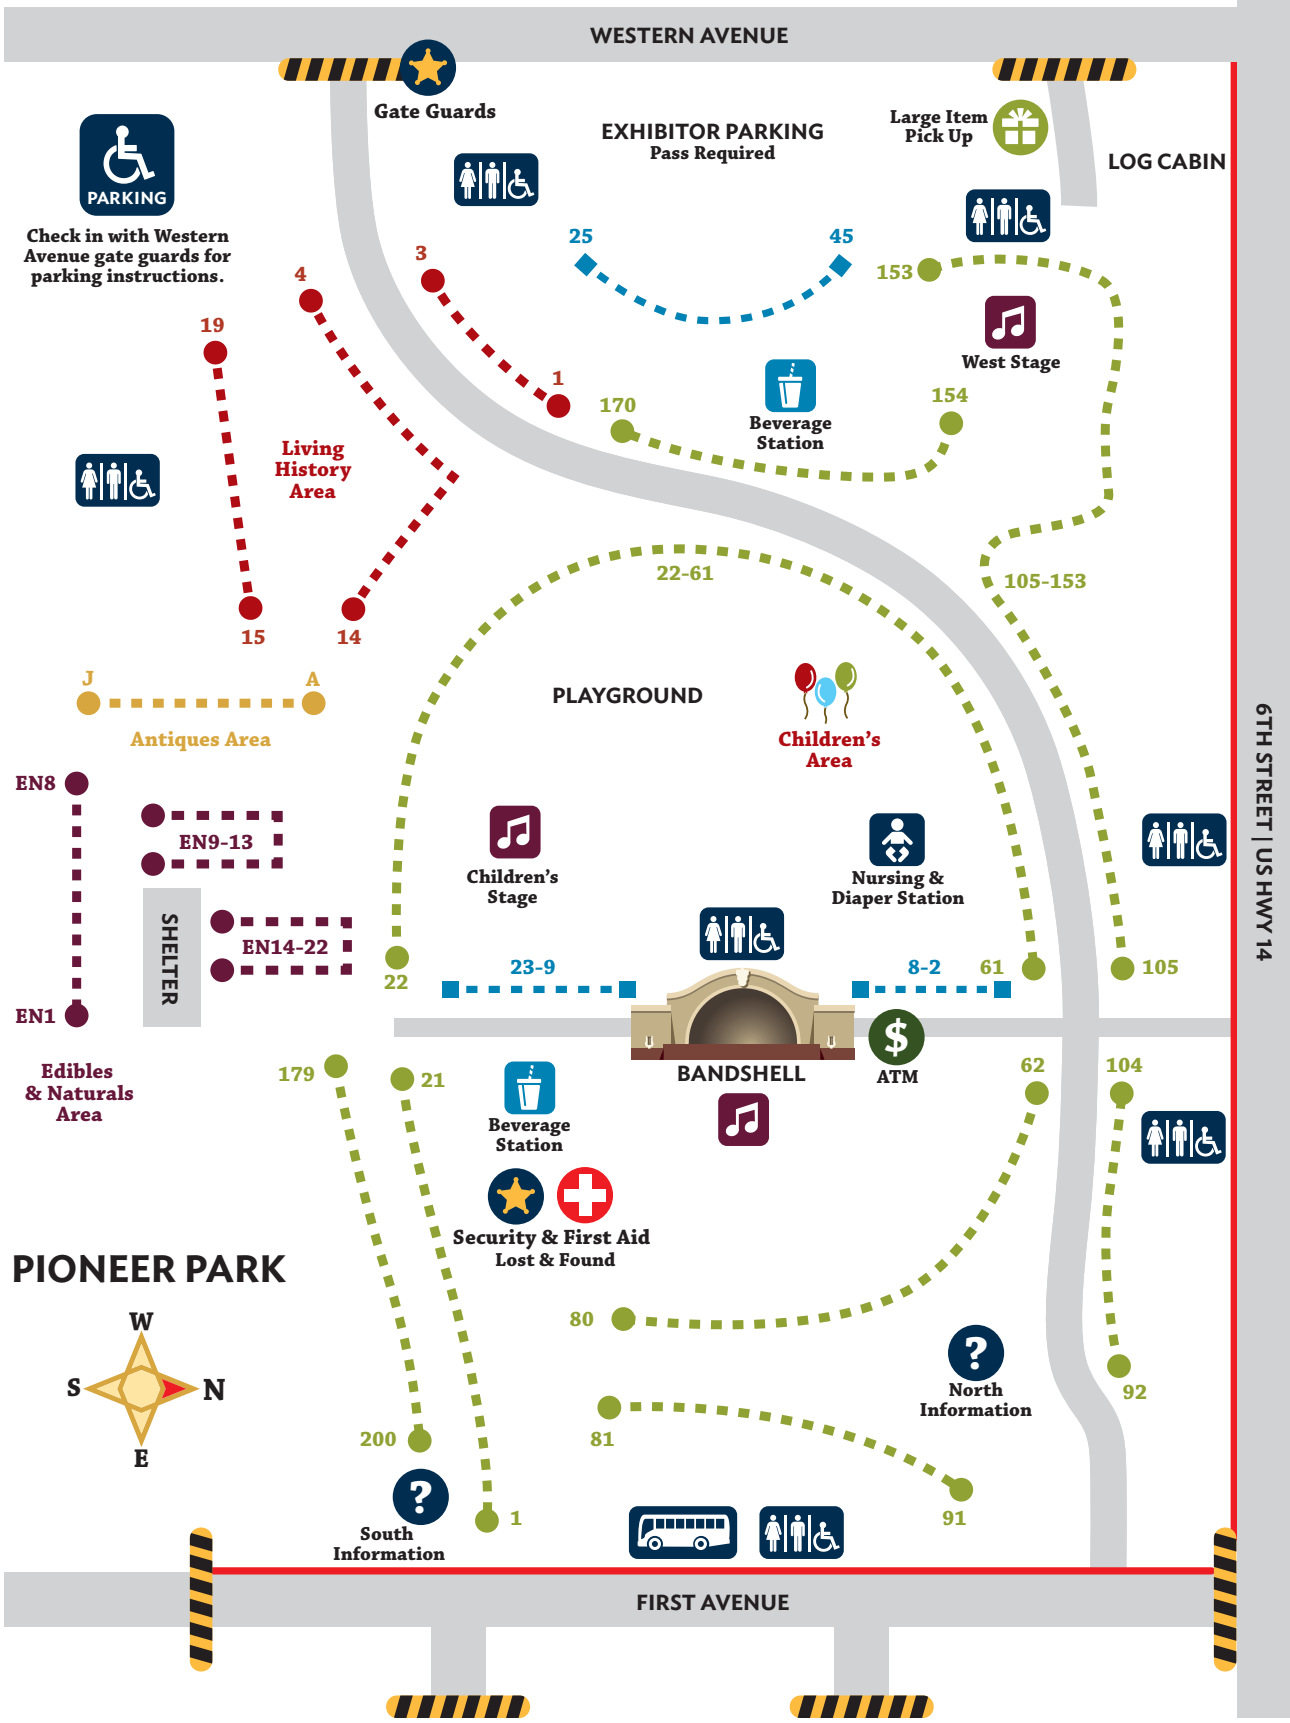 WESTERN AVENUE
Gate Guards
EXHIBITOR PARKING
Pass Required
Large Item
Pick Up
LOG CABIN
PARKING
Check in with Western
Avenue gate guards for
parking instructions.
25
45
3
4
153
19
West Stage
1
170
154
Beverage
Station
Living
History
Area
22-61
105-153
15
14
J
A
PLAYGROUND
Antiques Area
Children's
Area
6TH STREET | US HWY 14
EN8
EN9-13
Children's
Stage
Nursing &
Diaper Station
SHELTER
EN14-22
22
23-9
8-2
61
105
EN1
Edibles
& Naturals
Area
179
21
BANDSHELL
$
ATM
62
104
Beverage
Station
Security & First Aid
Lost & Found
PIONEER PARK
W
S
N
E
80
?
North
Information
92
81
200
?
South
Information
1
91
FIRST AVENUE